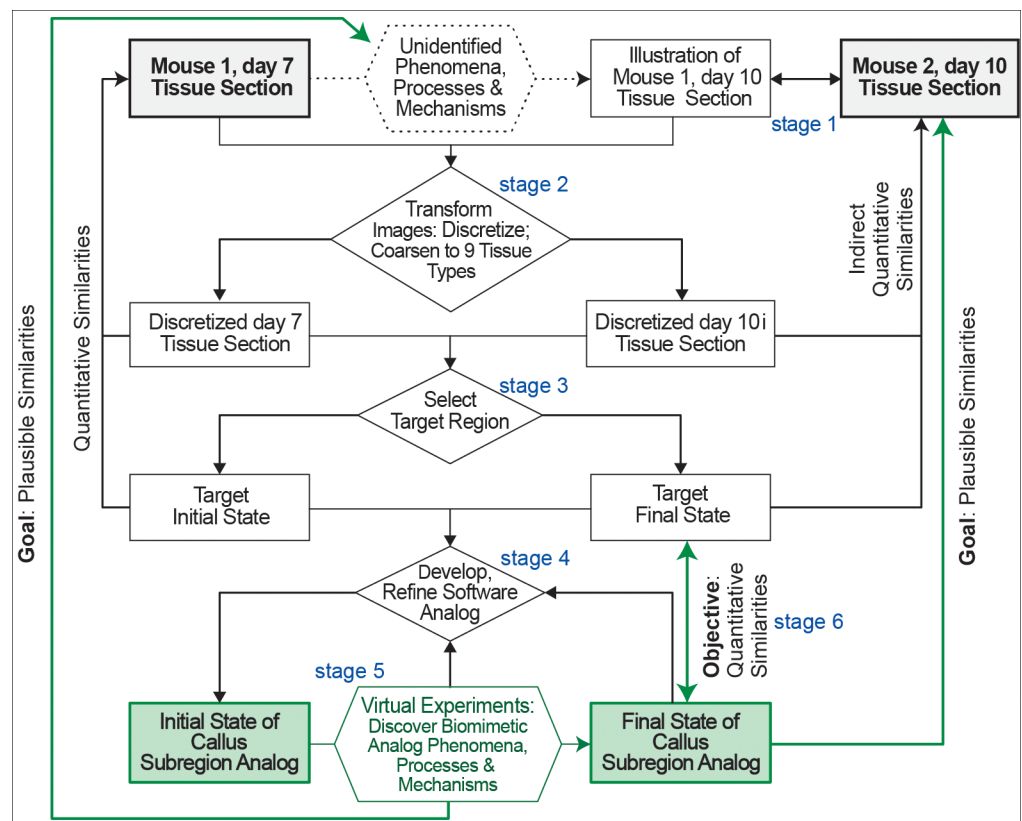 Mouse 1, day 7
Tissue Section
Unidentified
Phenomena,
Processes &
Mechanisms
Illustration of
Mouse 1, day 10
Tissue Section
Mouse 2, day 10
Tissue Section
stage 1
stage 2
Transform
Images: Discretize;
Coarsen to 9 Tissue
Types
Indirect
Quantitative
Similarities
Quantitative Similarities
Goal: Plausible Similarities
Goal: Plausible Similarities
Discretized day 7
Tissue Section
Discretized day 10i
Tissue Section
stage 3
Select
Target Region
Target
Initial State
Target
Final State
stage 4
Develop,
Refine Software
Analog
Objective:
Quantitative
Similarities
stage 6
stage 5
Initial State of
Callus
Subregion Analog
Virtual Experiments:
Discover Biomimetic
Analog Phenomena,
Processes &
Mechanisms
Final State of
Callus
Subregion Analog